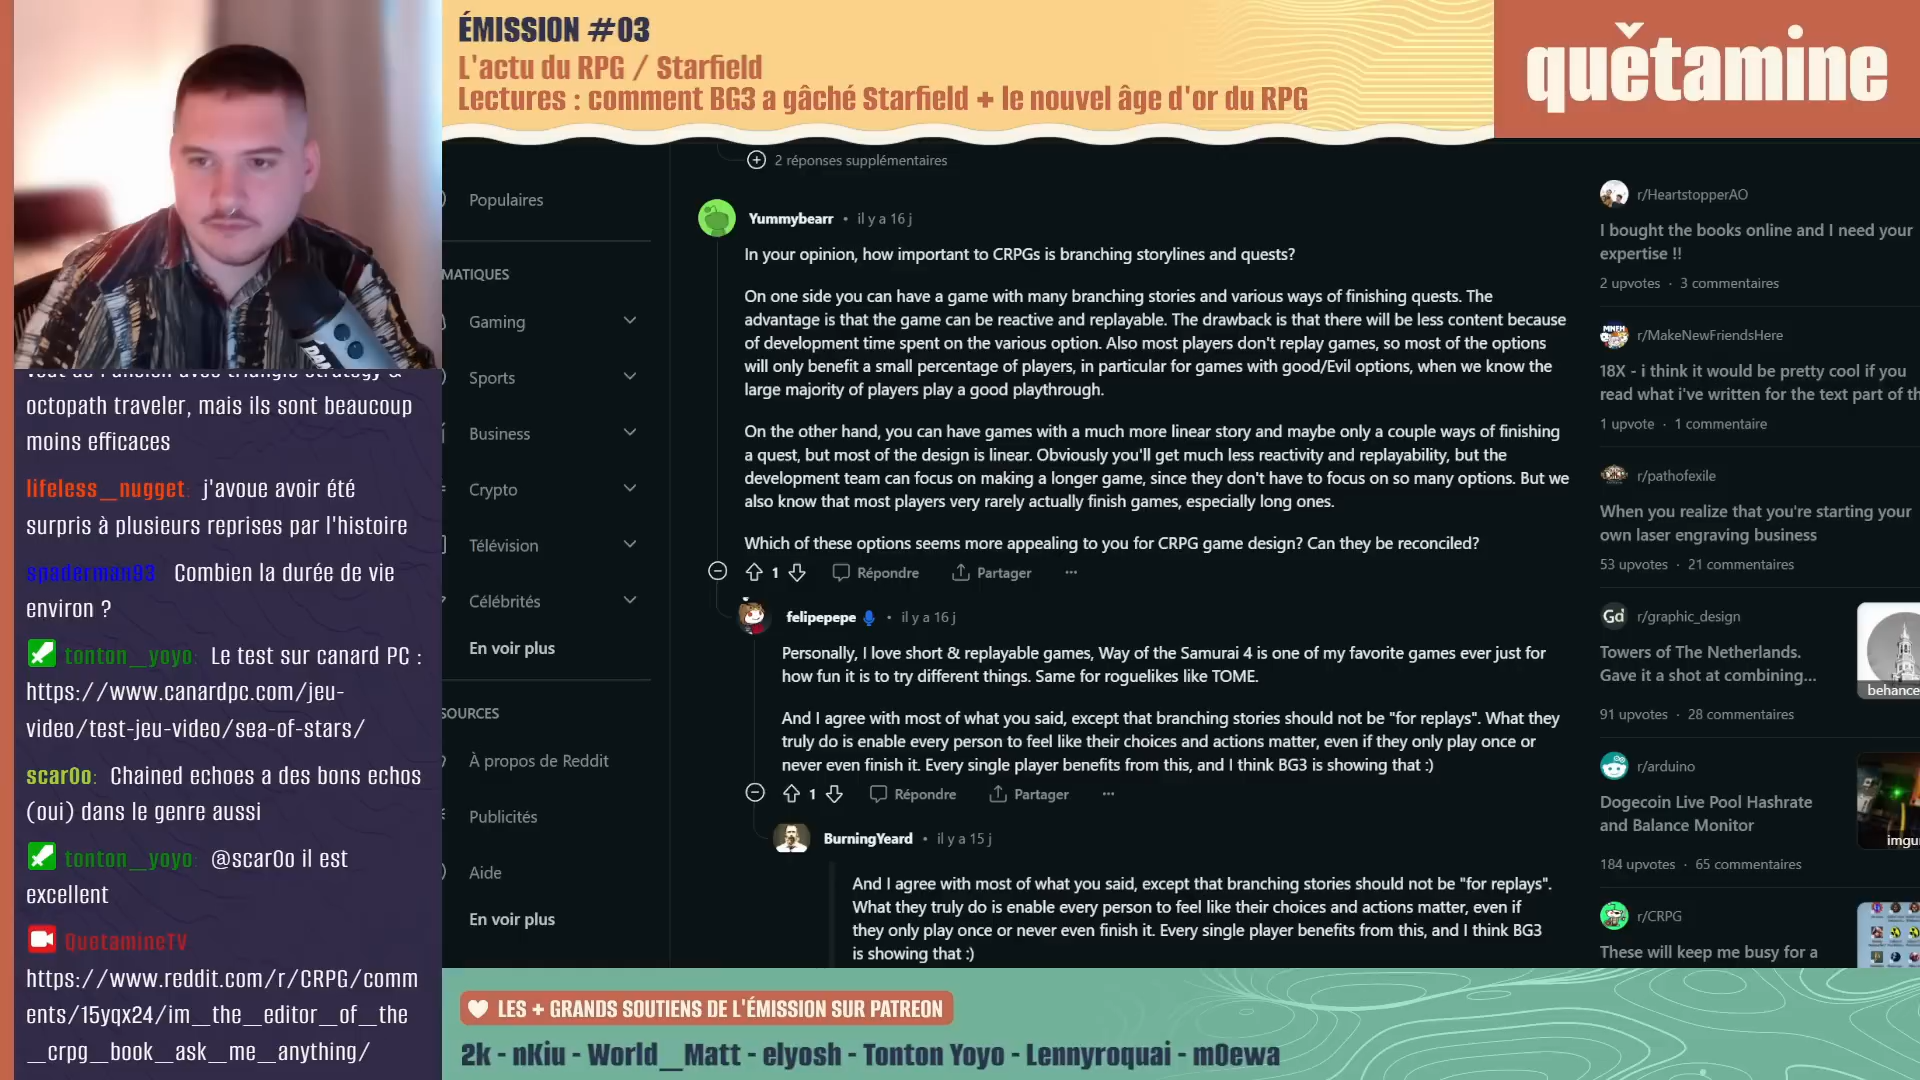 ÉMISSION #03
L'actu du RPG / Starfield
Lectures : comment BG3 a gâché Starfield + le nouvel âge d'or du RPG
quetamine
octopath traveler, mais ils sont beaucoup
moins efficaces
lifeless_nugget: j'avoue avoir été
surpris à plusieurs reprises par l'histoire
spaderman93: Combien la durée de vie
environ ?
tonton_yoyo: Le test sur canard PC :
https://www.canardpc.com/jeu-
video/test-jeu-video/sea-of-stars/
scar0o: Chained echoes a des bons echos
(oui) dans le genre aussi
tonton_yoyo: @scar0o il est
excellent
QuetamineTV
https://www.reddit.com/r/CRPG/comm
ents/15yqx24/im_the_editor_of_the
_crpg_book_ask_me_anything/
Populaires
MATIQUES
Gaming
Sports
Business
Crypto
Télévision
Célébrités
En voir plus
SOURCES
À propos de Reddit
Publicités
Aide
En voir plus
2 réponses supplémentaires
Yummybearr • il y a 16 j
In your opinion, how important to CRPGs is branching storylines and quests?
On one side you can have a game with many branching stories and various ways of finishing quests. The
advantage is that the game can be reactive and replayable. The drawback is that there will be less content because
of development time spent on the various option. Also most players don't replay games, so most of the options
will only benefit a small percentage of players, in particular for games with good/Evil options, when we know the
large majority of players play a good playthrough.
On the other hand, you can have games with a much more linear story and maybe only a couple ways of finishing
a quest, but most of the design is linear. Obviously you'll get much less reactivity and replayability, but the
development team can focus on making a longer game, since they don't have to focus on so many options. But we
also know that most players very rarely actually finish games, especially long ones.
Which of these options seems more appealing to you for CRPG game design? Can they be reconciled?
1 Répondre Partager ···
felipepepe • il y a 16 j
Personally, I love short & replayable games, Way of the Samurai 4 is one of my favorite games ever just for
how fun it is to try different things. Same for roguelikes like TOME.
And I agree with most of what you said, except that branching stories should not be "for replays". What they
truly do is enable every person to feel like their choices and actions matter, even if they only play once or
never even finish it. Every single player benefits from this, and I think BG3 is showing that :)
1 Répondre Partager ···
BurningYeard • il y a 15 j
And I agree with most of what you said, except that branching stories should not be "for replays".
What they truly do is enable every person to feel like their choices and actions matter, even if
they only play once or never even finish it. Every single player benefits from this, and I think BG3
is showing that :)
r/HeartstopperAO
I bought the books online and I need your
expertise !!
2 upvotes · 3 commentaires
MNFH
r/MakeNewFriendsHere
18X - i think it would be pretty cool if you
read what i've written for the text part of th
1 upvote · 1 commentaire
r/pathofexile
When you realize that you're starting your
own laser engraving business
53 upvotes · 21 commentaires
Gd r/graphic_design
Towers of The Netherlands.
Gave it a shot at combining...
behance
91 upvotes · 28 commentaires
r/arduino
Dogecoin Live Pool Hashrate
and Balance Monitor
imgu
184 upvotes · 65 commentaires
r/CRPG
These will keep me busy for a
LES + GRANDS SOUTIENS DE L'ÉMISSION SUR PATREON
2k - nKiu - World_Matt - elyosh - Tonton Yoyo - Lennyroquai - m0ewa